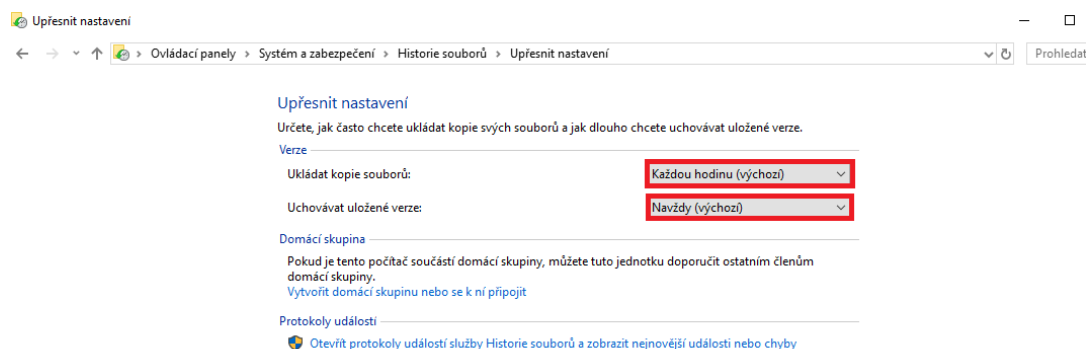 Upřesnit nastavení
Ovládací panely > Systém a zabezpečení > Historie souborů > Upřesnit nastavení
Prohledat
Upřesnit nastavení
Určete, jak často chcete ukládat kopie svých souborů a jak dlouho chcete uchovávat uložené verze.
Verze
Ukládat kopie souborů: Každou hodinu (výchozí)
Uchovávat uložené verze: Navždy (výchozí)
Domácí skupina
Pokud je tento počítač součástí domácí skupiny, můžete tuto jednotku doporučit ostatním členům
domácí skupiny.
Vytvořit domácí skupinu nebo se k ní připojit
Protokoly událostí
Otevřít protokoly událostí služby Historie souborů a zobrazit nejnovější události nebo chyby